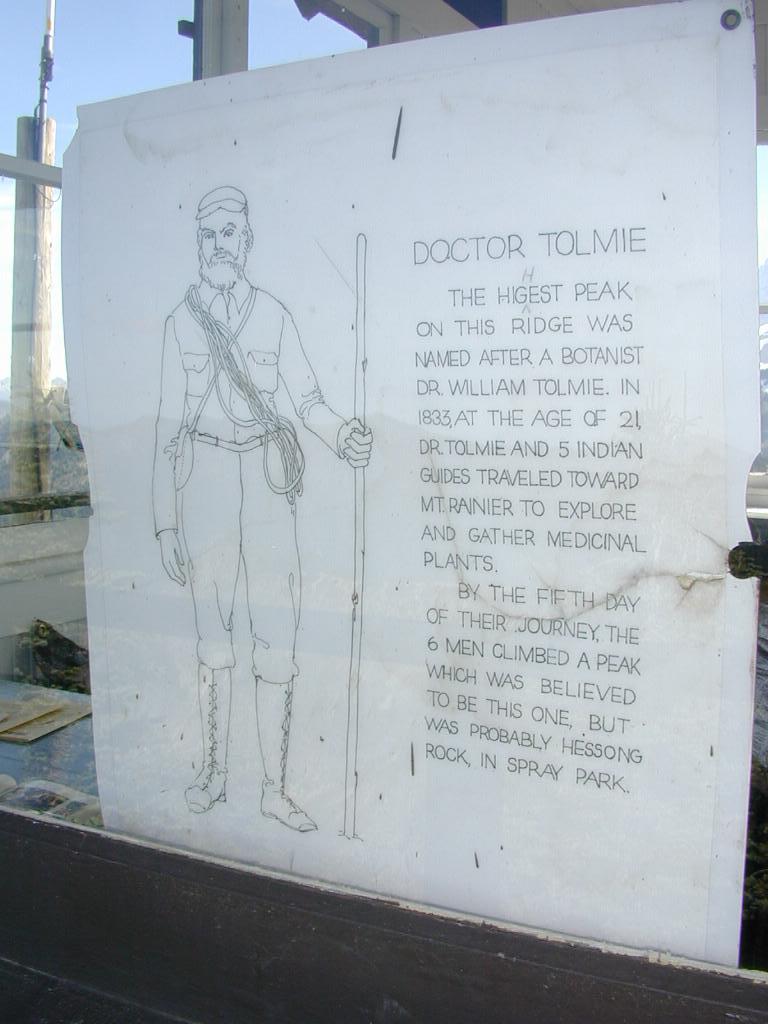 DOCTOR TOLMIE
THE HIGHEST PEAK
ON THIS RIDGE WAS
NAMED AFTER A BOTANIST
DR. WILLIAM TOLMIE. IN
1833, AT THE AGE OF 21,
DR. TOLMIE AND 5 INDIAN
GUIDES TRAVELED TOWARD
MT. RAINIER TO EXPLORE
AND GATHER MEDICINAL
PLANTS.
BY THE FIFTH DAY
OF THEIR JOURNEY, THE
6 MEN CLIMBED A PEAK
WHICH WAS BELIEVED
TO BE THIS ONE, BUT
WAS PROBABLY HESSONG
ROCK, IN SPRAY PARK.